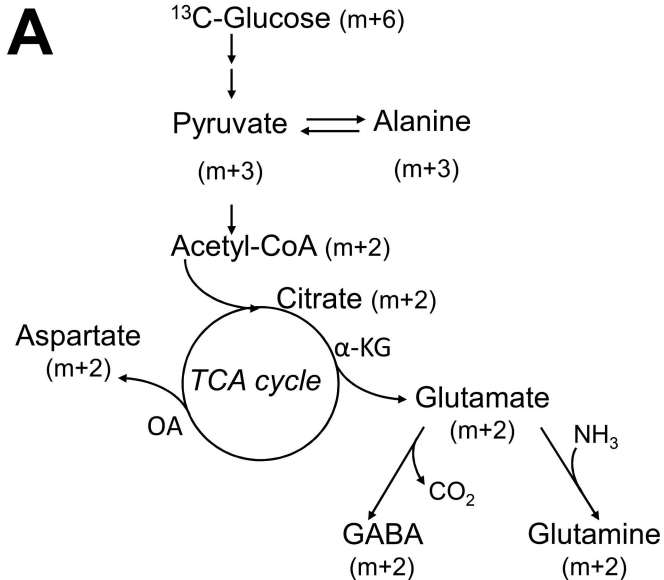 A
¹³C-Glucose (m+6)
Pyruvate
Alanine
(m+3)
(m+3)
Acetyl-CoA (m+2)
Citrate (m+2)
Aspartate
(m+2)
α-KG
TCA cycle
OA
Glutamate
(m+2)
NH₃
CO₂
GABA
(m+2)
Glutamine
(m+2)